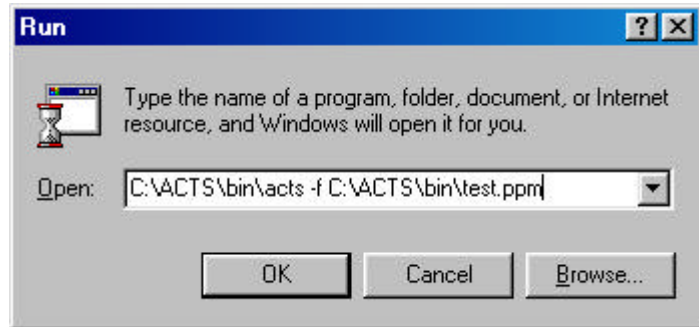 Run
Type the name of a program, folder, document, or Internet
resource, and Windows will open it for you.
Open: C:\ACTS\bin\acts -f C:\ACTS\bin\test.ppm
OK Cancel Browse...